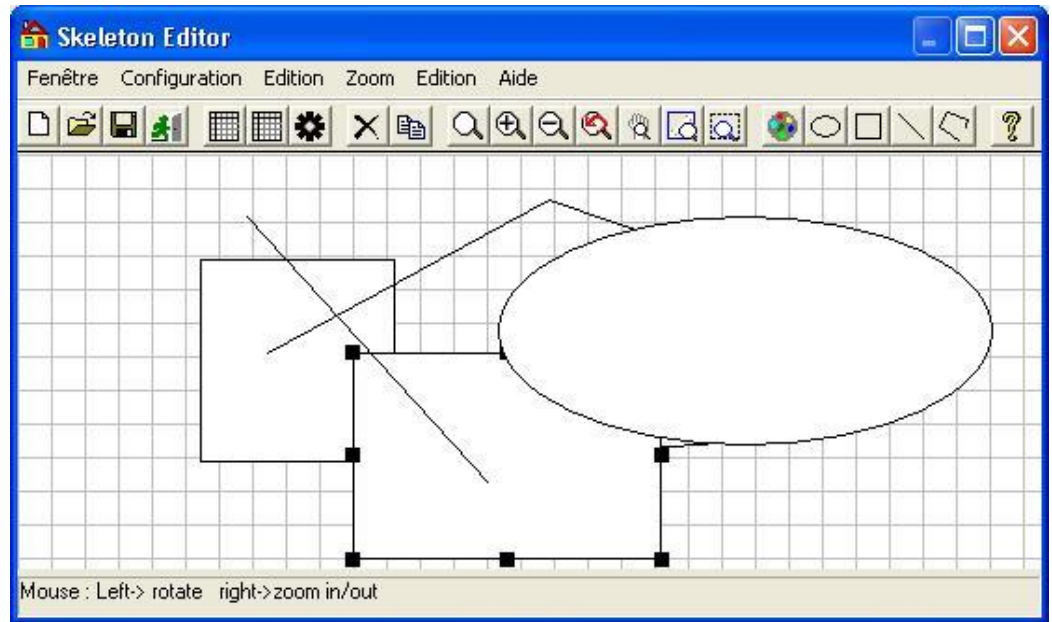 Skeleton Editor
Fenêtre Configuration Edition Zoom Edition Aide
Mouse : Left-> rotate right->zoom in/out